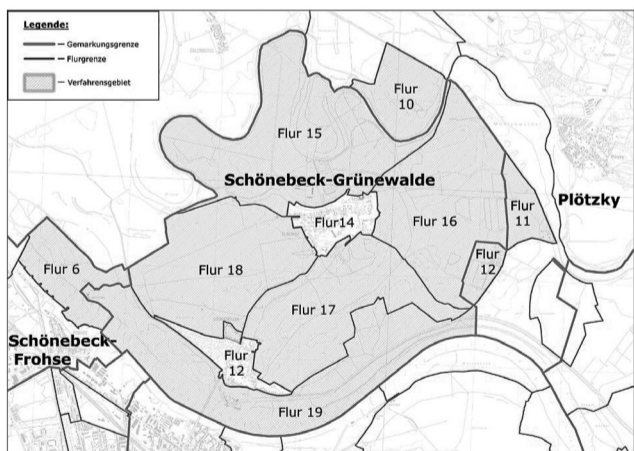 Legende:
Gemarkungsgrenze
Flurgrenze
Verfahrensgebiet
Flur
10
Flur 15
Schönebeck-Grünewalde
Plötzky
Flur14
Flur 16
Flur
11
Flur 6
Flur 18
Flur
12
Flur 17
Schönebeck-
Frohse
Flur
12
Flur 19